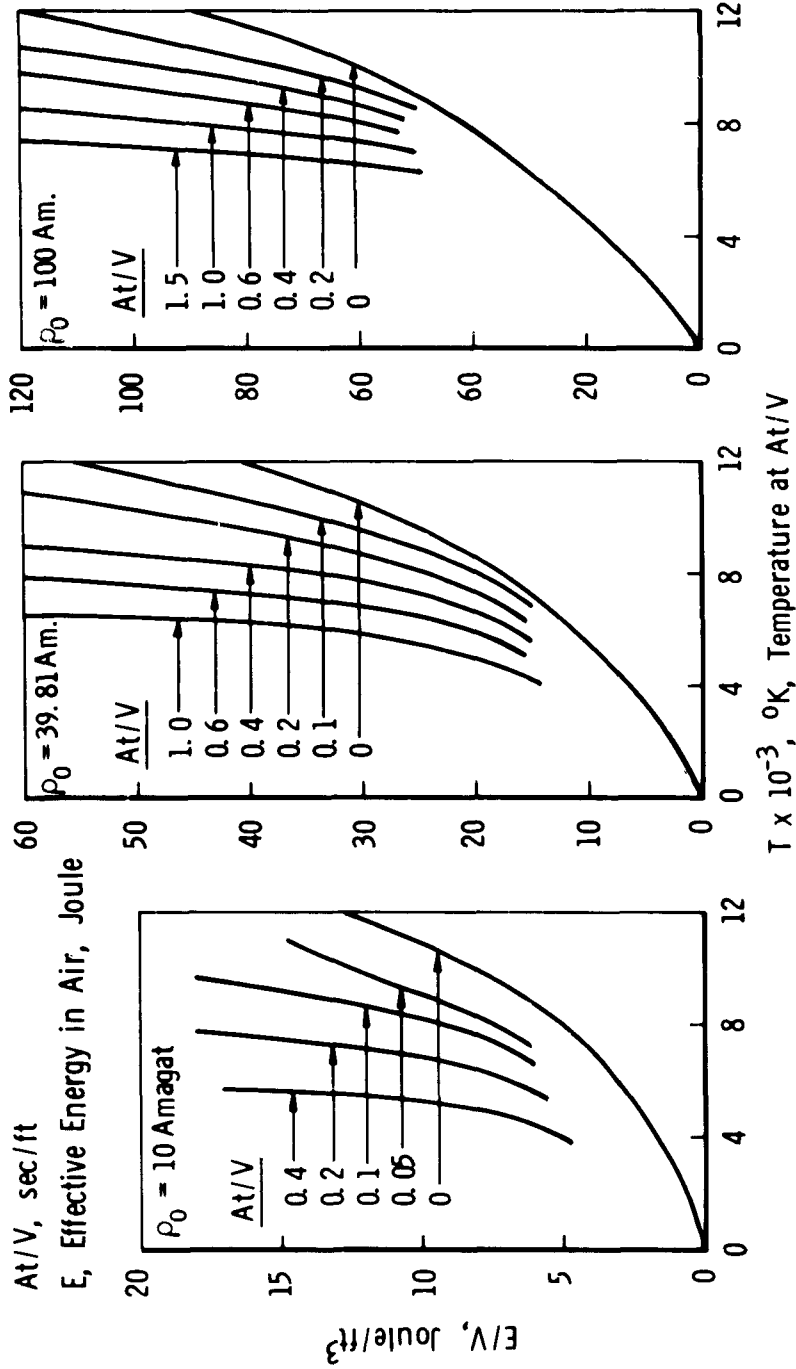 At/V, sec/ft
E, Effective Energy in Air, Joule
E/V, Joule/ft³
20
15
10
5
0
ρ₀ = 10 Amagat
At/V
0.4
0.2
0.1
0.05
0
0 4 8 12
60
50
40
30
20
10
0
ρ₀ = 39.81 Am.
At/V
1.0
0.6
0.4
0.2
0.1
0
0 4 8 12
120
100
80
60
40
20
0
ρ₀ = 100 Am.
At/V
1.5
1.0
0.6
0.4
0.2
0
0 4 8 12
T x 10⁻³, °K, Temperature at At/V